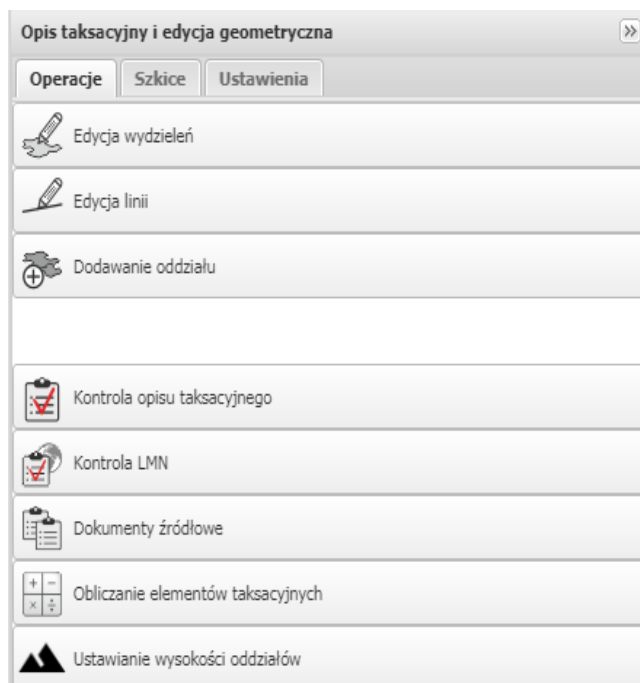 Opis taksacyjny i edycja geometryczna
Operacje Szkice Ustawienia
Edycja wydzieleń
Edycja linii
Dodawanie oddziału
Kontrola opisu taksacyjnego
Kontrola LMN
Dokumenty źródłowe
Obliczanie elementów taksacyjnych
Ustawianie wysokości oddziałów